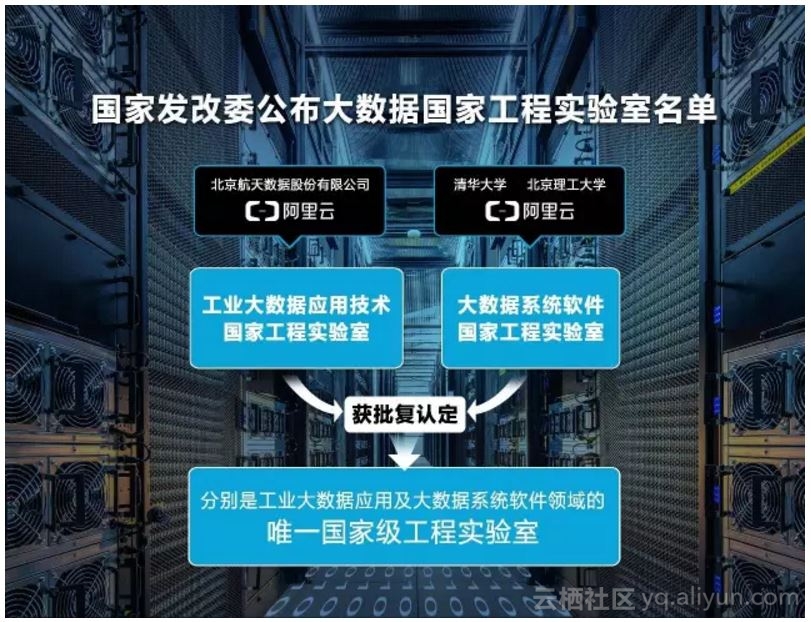 国家发改委公布大数据国家工程实验室名单
北京航天数据股份有限公司
阿里云
清华大学 北京理工大学
阿里云
工业大数据应用技术
国家工程实验室
大数据系统软件
国家工程实验室
获批复认定
分别是工业大数据应用及大数据系统软件领域的
唯一国家级工程实验室
云栖社区 yq.aliyun.com